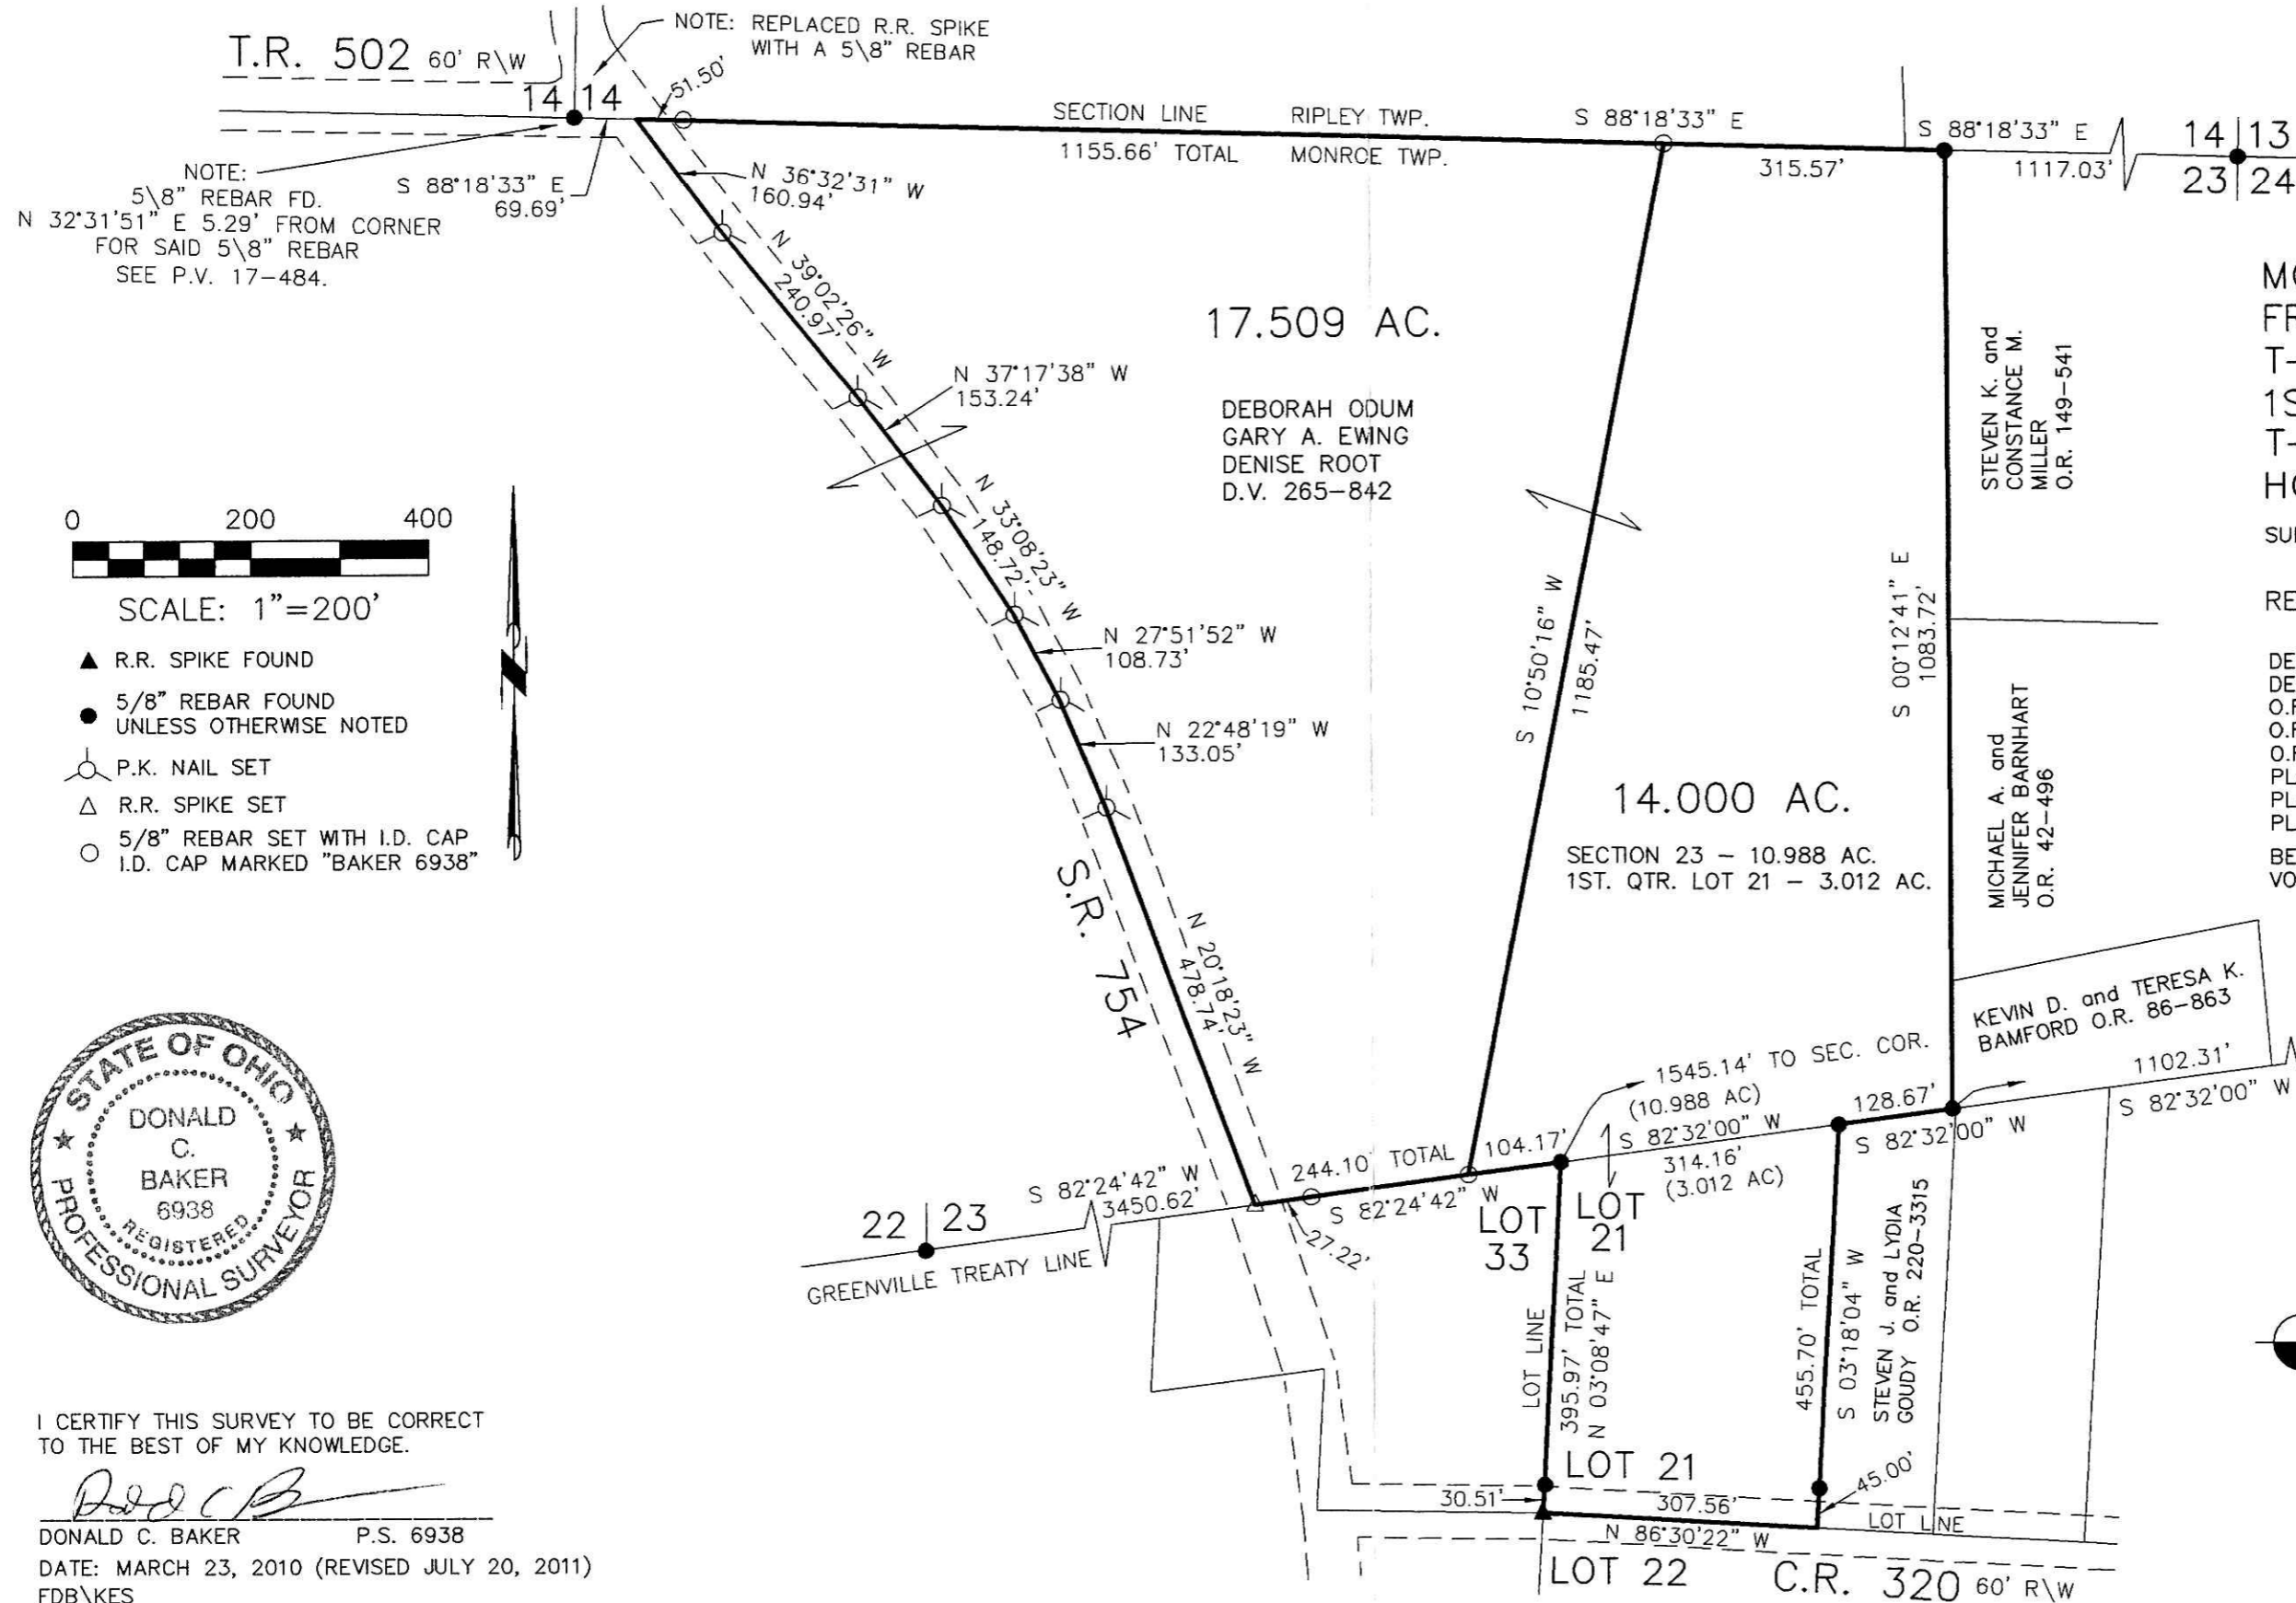 T.R. 502 60' R\W
NOTE: REPLACED R.R. SPIKE
WITH A 5\8" REBAR
51.50'
14 14
SECTION LINE RIPLEY TWP.
1155.66' TOTAL MONROE TWP.
S 88°18'33" E
S 88°18'33" E
315.57'
1117.03'
14 13
23 24
NOTE:
5\8" REBAR FD.
N 32°31'51" E 5.29' FROM CORNER
FOR SAID 5\8" REBAR
SEE P.V. 17-484.
S 88°18'33" E
69.69'
N 36°32'31" W
160.94'
N 39°02'26" W
240.97'
N 37°17'38" W
153.24'
N 33°08'23" W
148.72'
N 27°51'52" W
108.73'
N 22°48'19" W
133.05'
N 20°18'23" W
478.74'
S.R. 754
17.509 AC.
DEBORAH ODUM
GARY A. EWING
DENISE ROOT
D.V. 265-842
S 10°50'16" W
1185.47'
S 00°12'41" E
1083.72'
STEVEN K. and
CONSTANCE M.
MILLER
O.R. 149-541
MICHAEL A. and
JENNIFER BARNHART
O.R. 42-496
14.000 AC.
SECTION 23 - 10.988 AC.
1ST. QTR. LOT 21 - 3.012 AC.
0 200 400
SCALE: 1"=200'
R.R. SPIKE FOUND
5/8" REBAR FOUND
UNLESS OTHERWISE NOTED
P.K. NAIL SET
R.R. SPIKE SET
5/8" REBAR SET WITH I.D. CAP
I.D. CAP MARKED "BAKER 6938"
KEVIN D. and TERESA K.
BAMFORD O.R. 86-863
1545.14' TO SEC. COR.
(10.988 AC)
S 82°32'00" W
314.16'
(3.012 AC)
128.67'
S 82°32'00" W
1102.31'
S 82°32'00" W
244.10' TOTAL
104.17'
S 82°24'42" W
27.22'
S 82°24'42" W
3450.62'
22 23
GREENVILLE TREATY LINE
LOT
33
LOT
21
LOT LINE
395.97' TOTAL
N 03°08'47" E
455.70' TOTAL
S 03°18'04" W
STEVEN J. and LYDIA
GOUDY O.R. 220-3315
LOT 21
30.51'
307.56'
45.00'
N 86°30'22" W
LOT LINE
LOT 22
C.R. 320 60' R\W
STATE OF OHIO
DONALD
C.
BAKER
6938
REGISTERED
PROFESSIONAL SURVEYOR
I CERTIFY THIS SURVEY TO BE CORRECT
TO THE BEST OF MY KNOWLEDGE.
DONALD C. BAKER P.S. 6938
DATE: MARCH 23, 2010 (REVISED JULY 20, 2011)
FDB\KES